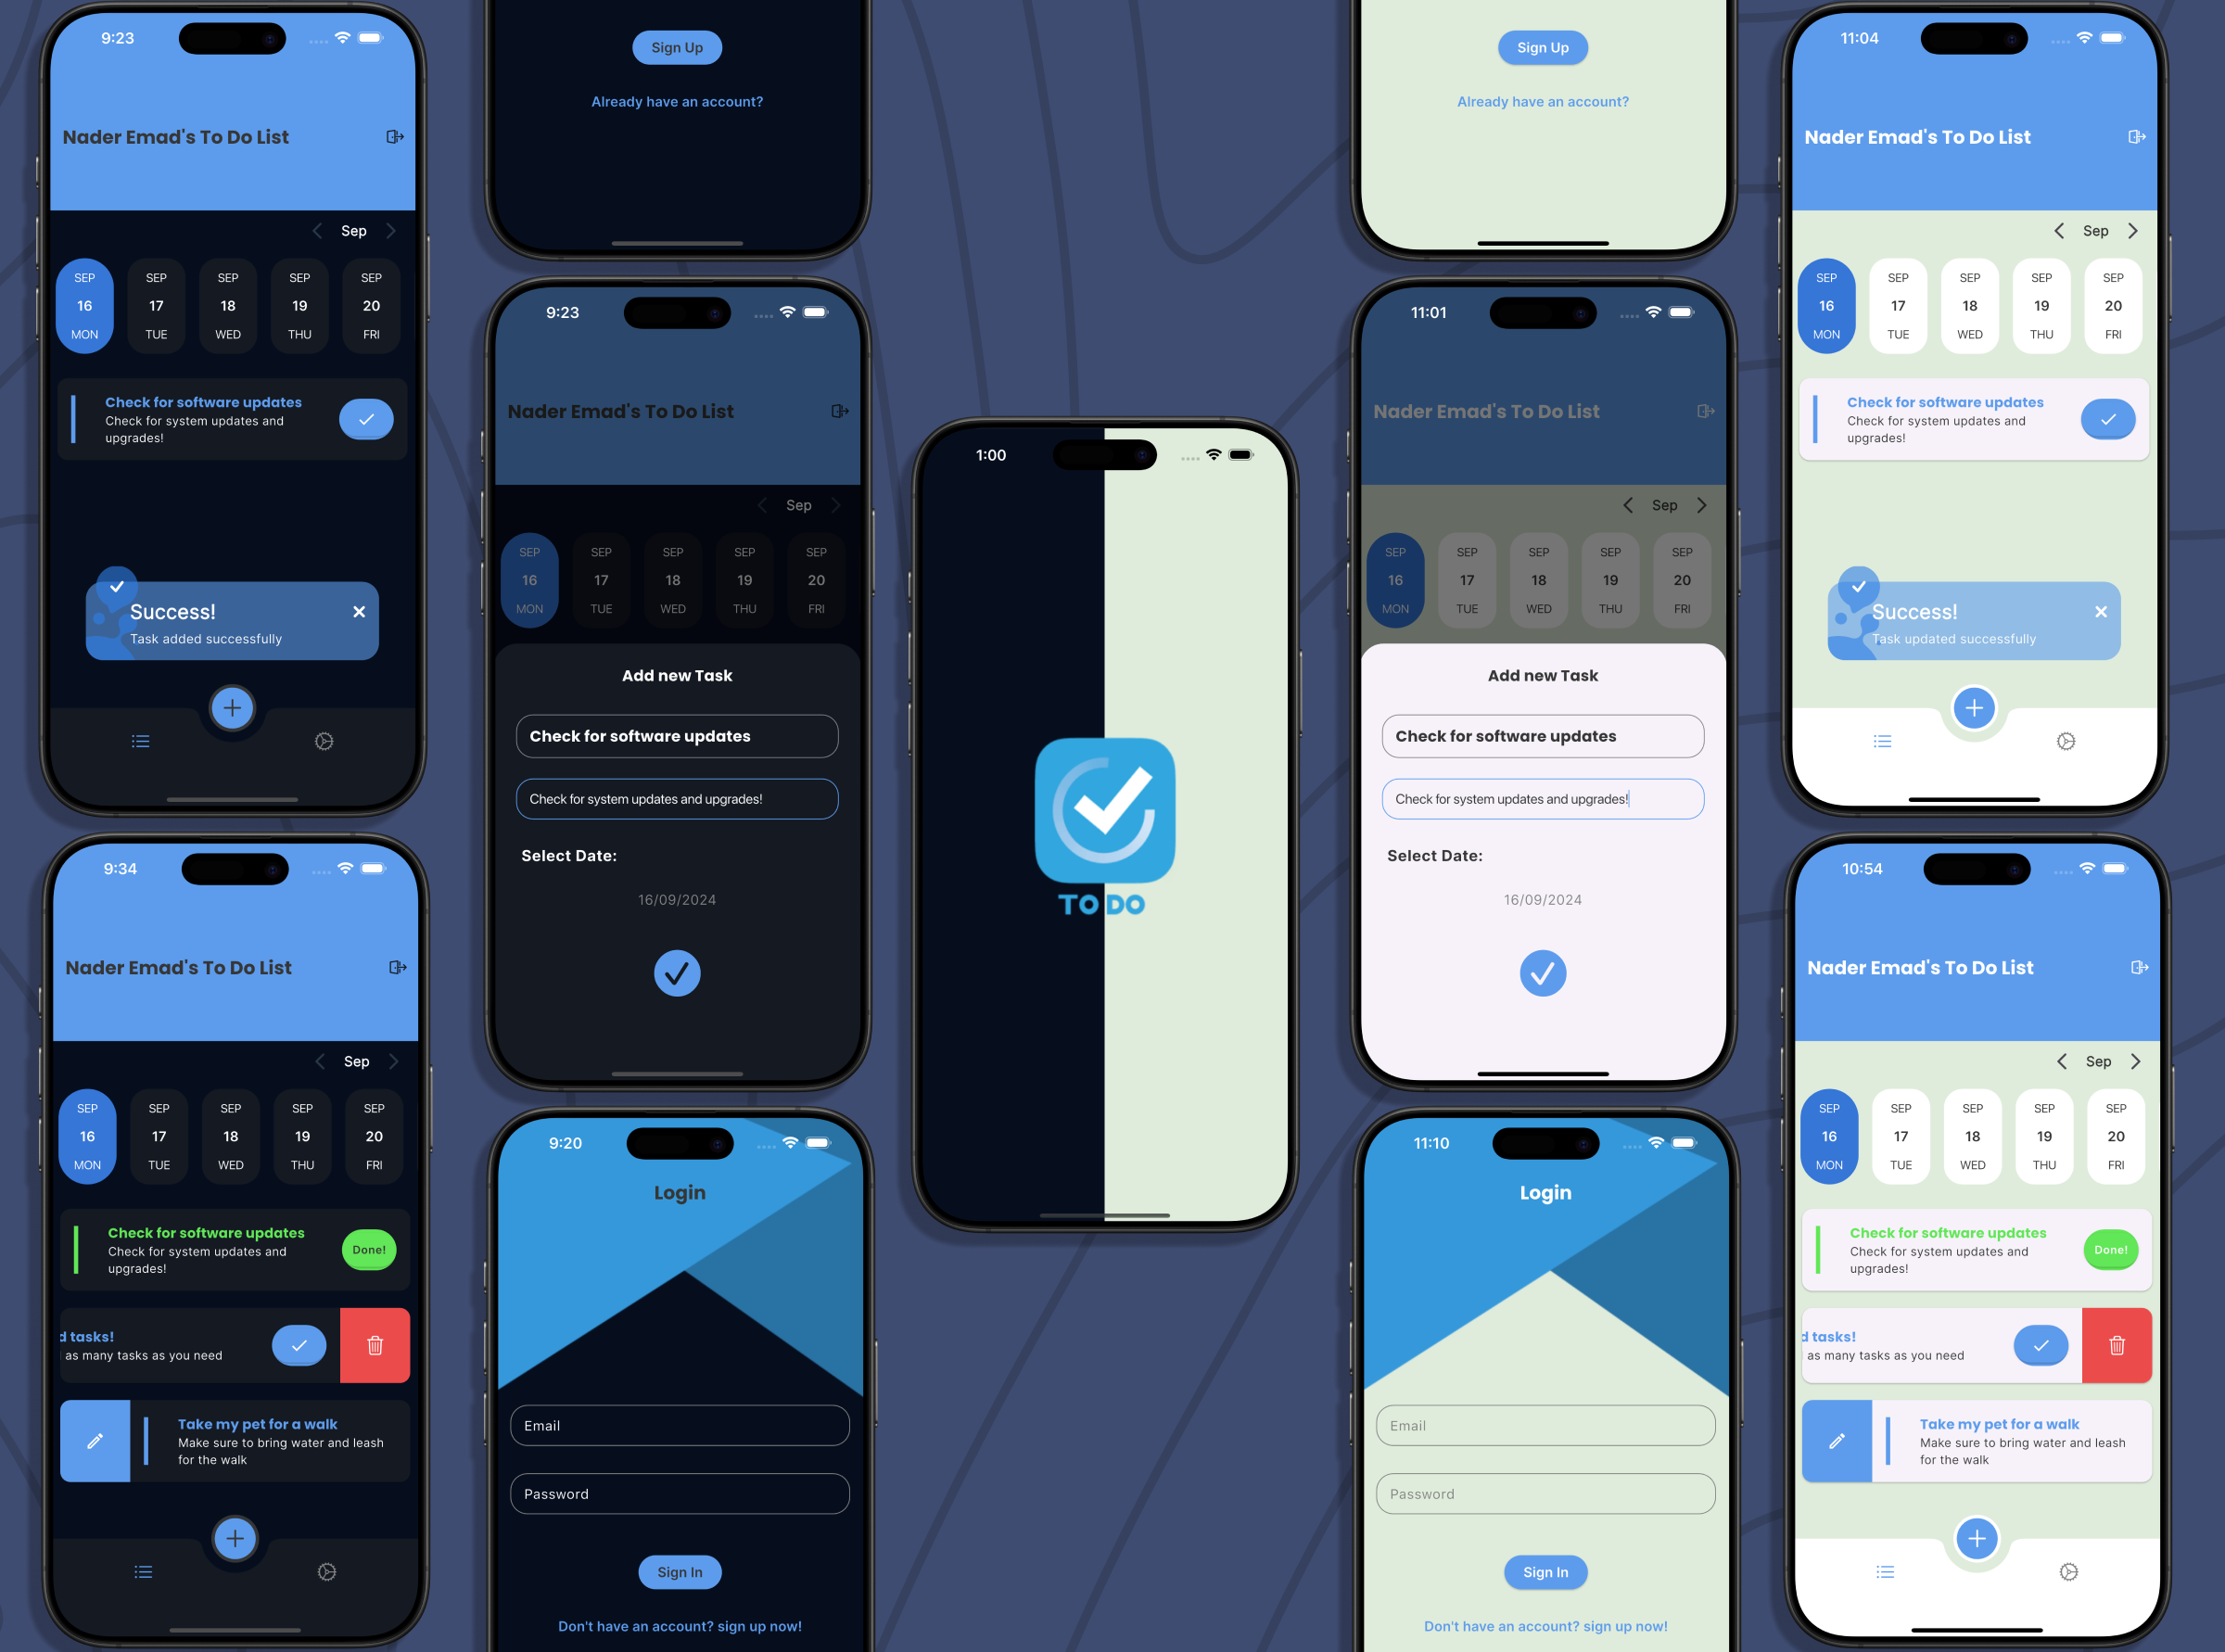 9:23
Nader Emad's To Do List
Sep
SEP SEP SEP SEP SEP
16 17 18 19 20
MON TUE WED THU FRI
Check for software updates
Check for system updates and
upgrades!
Success!
Task added successfully
9:34
Nader Emad's To Do List
Sep
SEP SEP SEP SEP SEP
16 17 18 19 20
MON TUE WED THU FRI
Check for software updates
Check for system updates and
upgrades!
Done!
d tasks!
as many tasks as you need
Take my pet for a walk
Make sure to bring water and leash
for the walk
Sign Up
Already have an account?
9:23
Nader Emad's To Do List
Sep
SEP SEP SEP SEP SEP
16 17 18 19 20
MON TUE WED THU FRI
Add new Task
Check for software updates
Check for system updates and upgrades!
Select Date:
16/09/2024
9:20
Login
Email
Password
Sign In
Don't have an account? sign up now!
1:00
TO DO
Sign Up
Already have an account?
11:01
Nader Emad's To Do List
Sep
SEP SEP SEP SEP SEP
16 17 18 19 20
MON TUE WED THU FRI
Add new Task
Check for software updates
Check for system updates and upgrades!
Select Date:
16/09/2024
11:10
Login
Email
Password
Sign In
Don't have an account? sign up now!
11:04
Nader Emad's To Do List
Sep
SEP SEP SEP SEP SEP
16 17 18 19 20
MON TUE WED THU FRI
Check for software updates
Check for system updates and
upgrades!
Success!
Task updated successfully
10:54
Nader Emad's To Do List
Sep
SEP SEP SEP SEP SEP
16 17 18 19 20
MON TUE WED THU FRI
Check for software updates
Check for system updates and
upgrades!
Done!
d tasks!
as many tasks as you need
Take my pet for a walk
Make sure to bring water and leash
for the walk